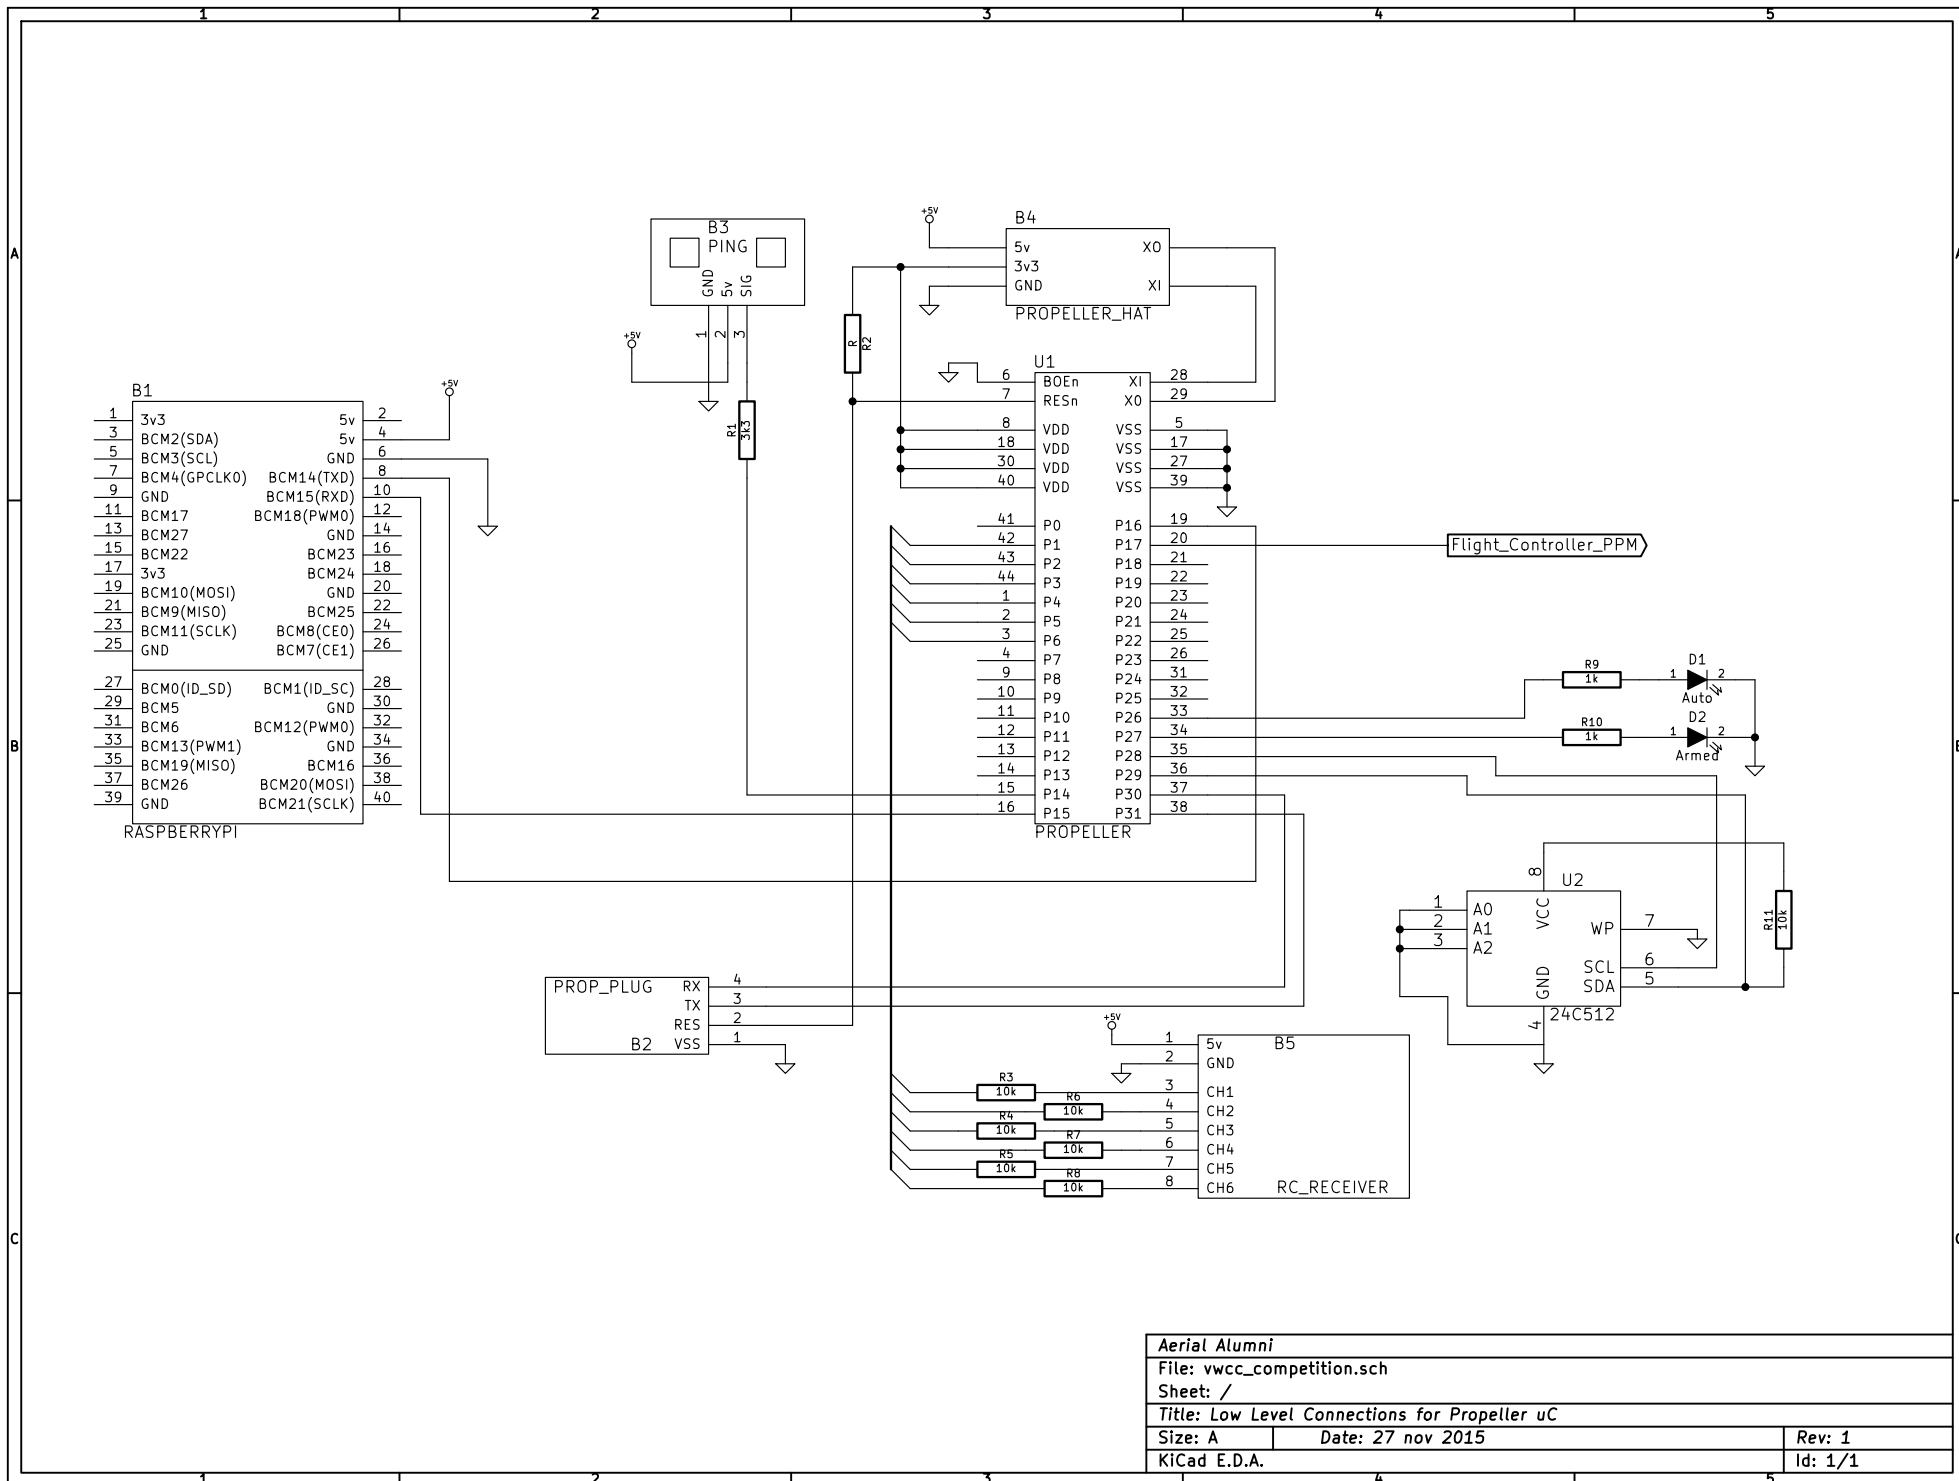 1 2 3 4 5
A
B
C
B1
1 3v3 5v 2
3 BCM2(SDA) 5v 4
5 BCM3(SCL) GND 6
7 BCM4(GPCLK0) BCM14(TXD) 8
9 GND BCM15(RXD) 10
11 BCM17 BCM18(PWM0) 12
13 BCM27 GND 14
15 BCM22 BCM23 16
17 3v3 BCM24 18
19 BCM10(MOSI) GND 20
21 BCM9(MISO) BCM25 22
23 BCM11(SCLK) BCM8(CE0) 24
25 GND BCM7(CE1) 26
27 BCM0(ID_SD) BCM1(ID_SC) 28
29 BCM5 GND 30
31 BCM6 BCM12(PWM0) 32
33 BCM13(PWM1) GND 34
35 BCM19(MISO) BCM16 36
37 BCM26 BCM20(MOSI) 38
39 GND BCM21(SCLK) 40
RASPBERRYPI
+5V
B3
PING
GND 5v SIG
1 2 3
+5V
R1 3k3
R R2
+5V
B4
5v XO
3v3
GND XI
PROPELLER_HAT
U1
6 BOEn XI 28
7 RESn XO 29
8 VDD VSS 5
18 VDD VSS 17
30 VDD VSS 27
40 VDD VSS 39
41 P0 P16 19
42 P1 P17 20
43 P2 P18 21
44 P3 P19 22
1 P4 P20 23
2 P5 P21 24
3 P6 P22 25
4 P7 P23 26
9 P8 P24 31
10 P9 P25 32
11 P10 P26 33
12 P11 P27 34
13 P12 P28 35
14 P13 P29 36
15 P14 P30 37
16 P15 P31 38
PROPELLER
Flight_Controller_PPM
R9
1k
1 D1 2
Auto
R10
1k
1 D2 2
Armed
8 U2
1 A0 VCC
2 A1 WP 7
3 A2
SCL 6
GND SDA 5
4 24C512
R11 10k
PROP_PLUG RX 4
TX 3
RES 2
B2 VSS 1
+5V
1 5v B5
2 GND
R3 10k 3 CH1
R6 10k 4 CH2
R4 10k 5 CH3
R7 10k 6 CH4
R5 10k 7 CH5
R8 10k 8 CH6 RC_RECEIVER
Aerial Alumni
File: vwcc_competition.sch
Sheet: /
Title: Low Level Connections for Propeller uC
Size: A Date: 27 nov 2015 Rev: 1
KiCad E.D.A. Id: 1/1
1 2 3 4 5